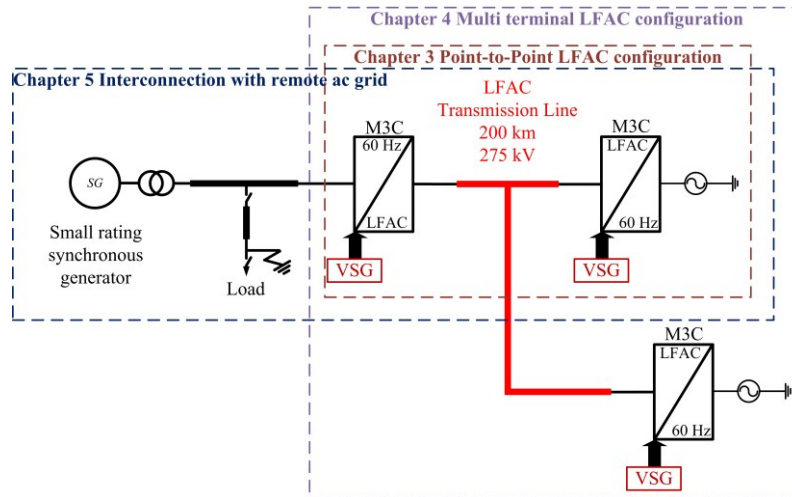 Chapter 4 Multi terminal LFAC configuration
Chapter 3 Point-to-Point LFAC configuration
Chapter 5 Interconnection with remote ac grid
LFAC
Transmission Line
200 km
275 kV
M3C
60 Hz
LFAC
VSG
M3C
LFAC
60 Hz
VSG
SG
Small rating
synchronous
generator
Load
M3C
LFAC
60 Hz
VSG